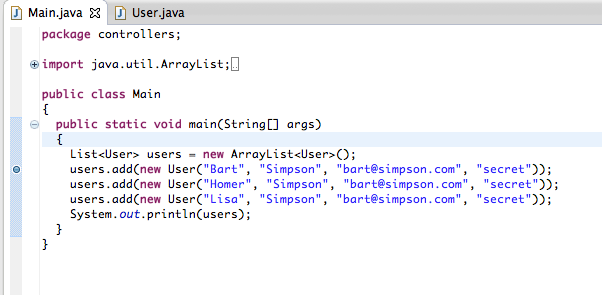 Main.java User.java
package controllers;
import java.util.ArrayList;
public class Main
{
public static void main(String[] args)
{
List<User> users = new ArrayList<User>();
users.add(new User("Bart", "Simpson", "bart@simpson.com", "secret"));
users.add(new User("Homer", "Simpson", "bart@simpson.com", "secret"));
users.add(new User("Lisa", "Simpson", "bart@simpson.com", "secret"));
System.out.println(users);
}
}